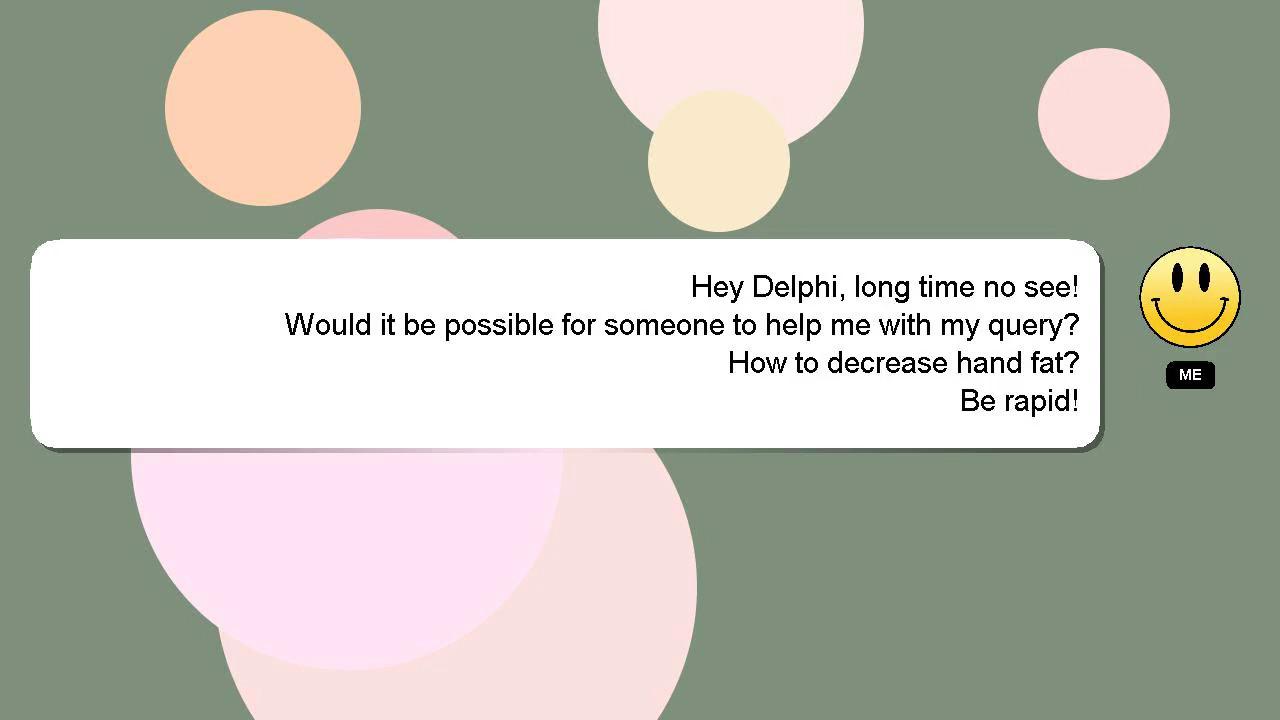 Hey Delphi, long time no see!
Would it be possible for someone to help me with my query?
How to decrease hand fat?
Be rapid!
ME